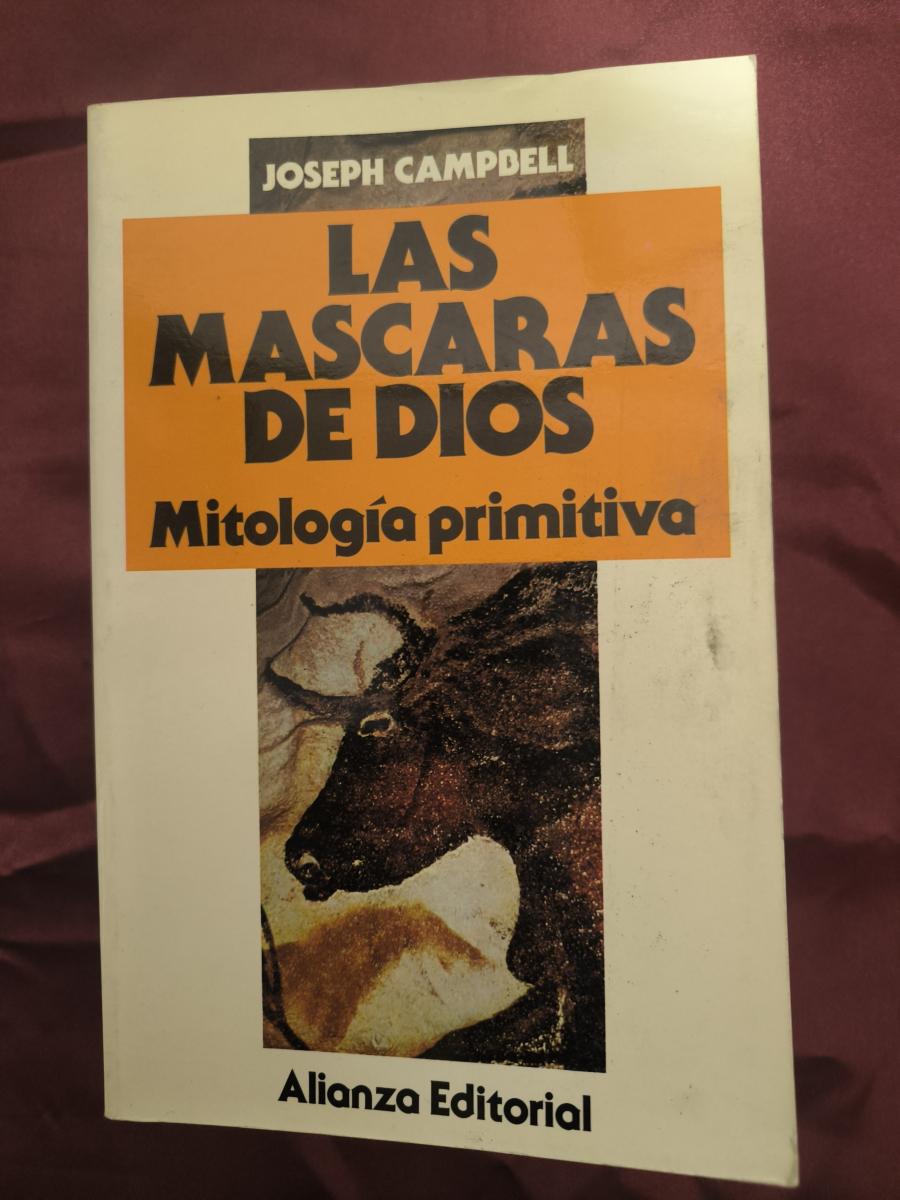 JOSEPH CAMPBELL
LAS
MASCARAS
DE DIOS
Mitología primitiva
Alianza Editorial